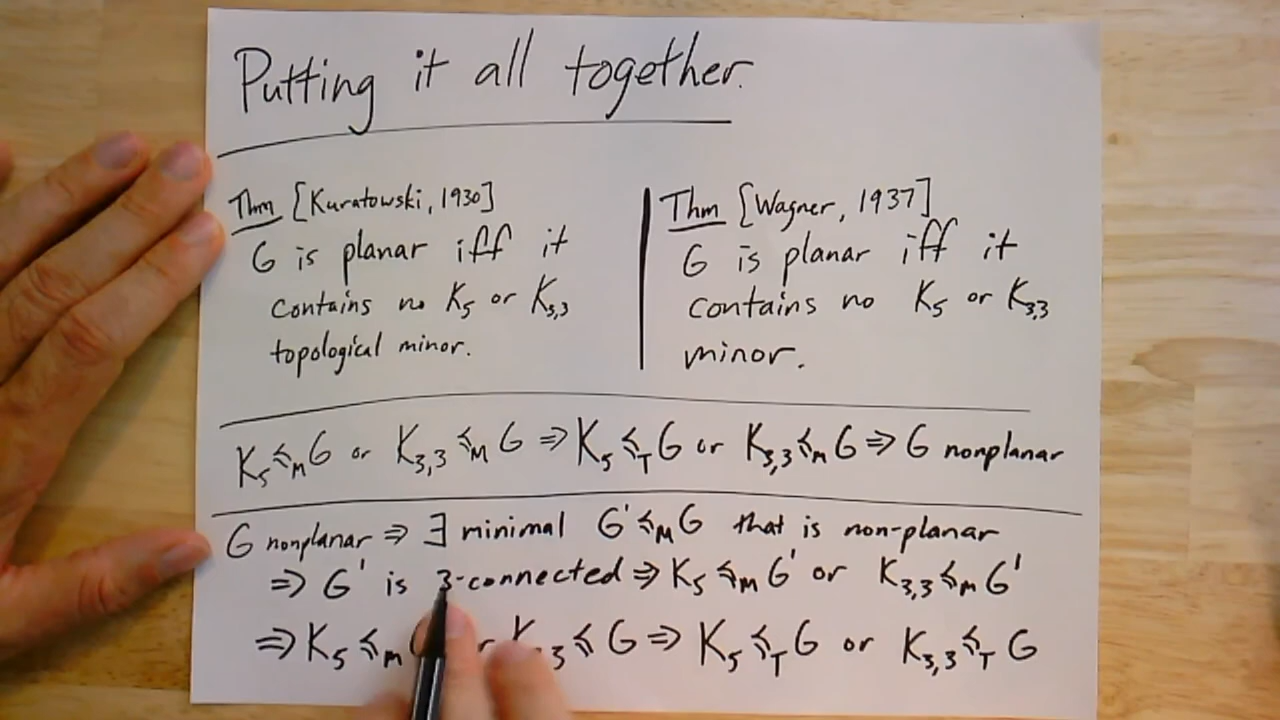 Putting it all together.
Thm [Kuratowski, 1930]
G is planar iff it
contains no K₅ or K₃,₃
topological minor.
Thm [Wagner, 1937]
G is planar iff it
contains no K₅ or K₃,₃
minor.
K₅ ≤ₘ G or K₃,₃ ≤ₘ G ⇒ K₅ ≤_T G or K₃,₃ ≤ₘ G ⇒ G nonplanar
G nonplanar ⇒ ∃ minimal G' ≤ₘ G that is non-planar
⇒ G' is 3-connected ⇒ K₅ ≤ₘ G' or K₃,₃ ≤ₘ G'
⇒ K₅ ≤ₘ ≤ G ⇒ K₅ ≤_T G or K₃,₃ ≤_T G